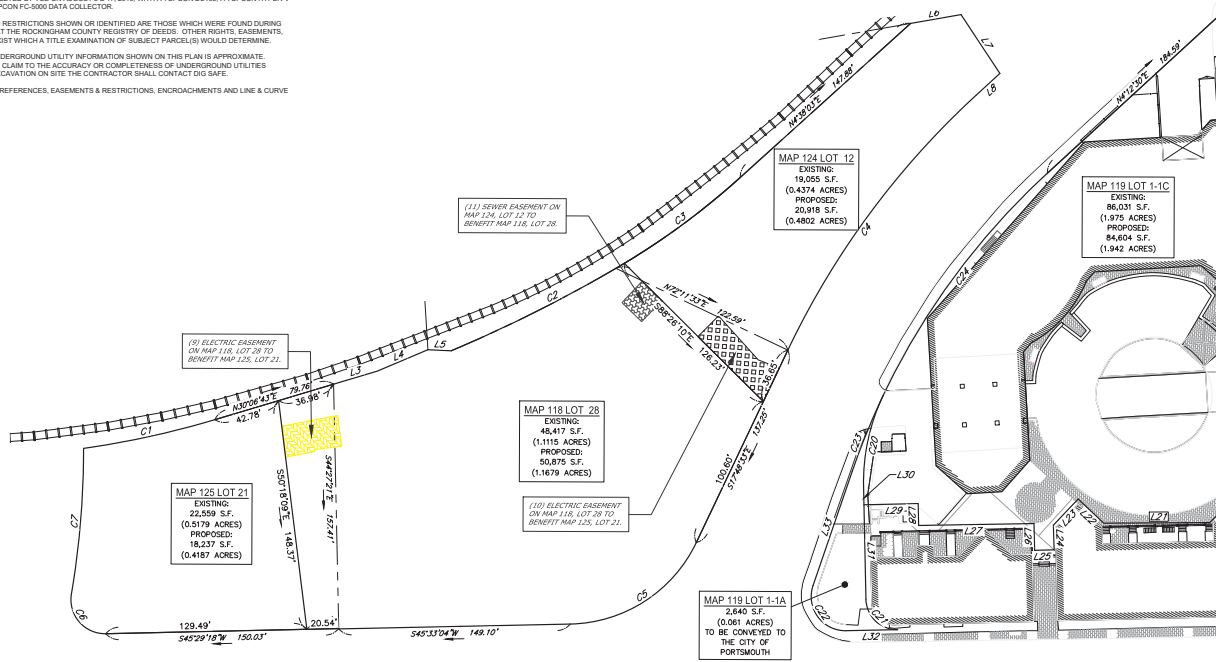 PCON FC-5000 DATA COLLECTOR.
RESTRICTIONS SHOWN OR IDENTIFIED ARE THOSE WHICH WERE FOUND DURING
AT THE ROCKINGHAM COUNTY REGISTRY OF DEEDS. OTHER RIGHTS, EASEMENTS,
XIST WHICH A TITLE EXAMINATION OF SUBJECT PARCEL(S) WOULD DETERMINE.
DERGROUND UTILITY INFORMATION SHOWN ON THIS PLAN IS APPROXIMATE.
CLAIM TO THE ACCURACY OR COMPLETENESS OF UNDERGROUND UTILITIES
CAVATION ON SITE THE CONTRACTOR SHALL CONTACT DIG SAFE.
REFERENCES, EASEMENTS & RESTRICTIONS, ENCROACHMENTS AND LINE & CURVE
L6
L7
L8
N4°38'03"E 147.88'
N4°12'30"E 184.59'
MAP 124 LOT 12
EXISTING:
19,055 S.F.
(0.4374 ACRES)
PROPOSED:
20,918 S.F.
(0.4802 ACRES)
MAP 119 LOT 1-1C
EXISTING:
86,031 S.F.
(1.975 ACRES)
PROPOSED:
84,604 S.F.
(1.942 ACRES)
(11) SEWER EASEMENT ON
MAP 124, LOT 12 TO
BENEFIT MAP 118, LOT 28.
C3
C4
C24
C2
N72°11'33"E 122.59'
S88°26'10"E 126.23'
36.65'
(9) ELECTRIC EASEMENT
ON MAP 118, LOT 28 TO
BENEFIT MAP 125, LOT 21.
L5
L4
L3
79.76'
N30°06'43"E
36.98'
42.78'
C1
MAP 118 LOT 28
EXISTING:
48,417 S.F.
(1.1115 ACRES)
PROPOSED:
50,875 S.F.
(1.1679 ACRES)
S17°48'33"E 137.25'
100.60'
C23
C20
L30
S50°18'09"E 148.37'
S44°27'21"E 157.41'
MAP 125 LOT 21
EXISTING:
22,559 S.F.
(0.5179 ACRES)
PROPOSED:
18,237 S.F.
(0.4187 ACRES)
(10) ELECTRIC EASEMENT
ON MAP 118, LOT 28 TO
BENEFIT MAP 125, LOT 21.
C7
L33
L29
L28
L27
L26
L25
L24
L23
L22
L21
L31
C6
C5
129.49'
20.54'
S45°29'18"W 150.03'
S45°33'04"W 149.10'
MAP 119 LOT 1-1A
2,640 S.F.
(0.061 ACRES)
TO BE CONVEYED TO
THE CITY OF
PORTSMOUTH
C22
C21
L32